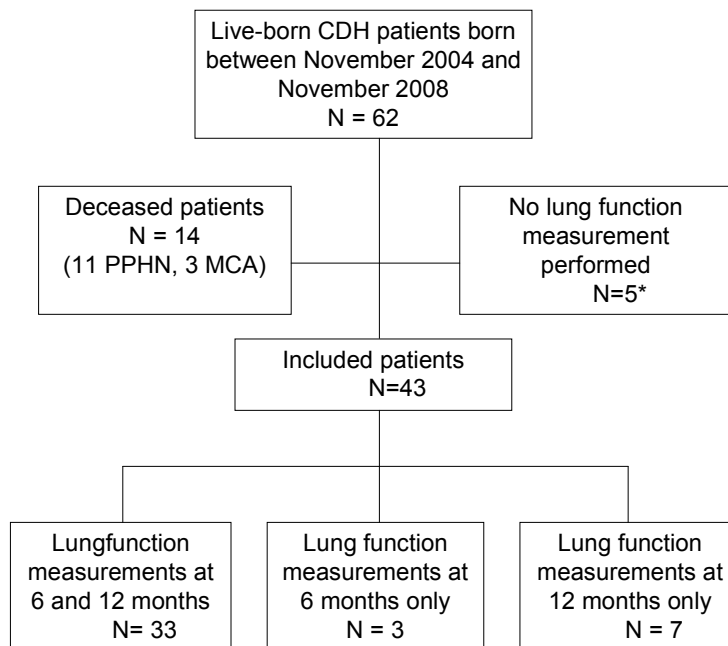 Live-born CDH patients born
between November 2004 and
November 2008
N = 62
Deceased patients
N = 14
(11 PPHN, 3 MCA)
No lung function
measurement
performed
N=5*
Included patients
N=43
Lungfunction
measurements at
6 and 12 months
N= 33
Lung function
measurements at
6 months only
N = 3
Lung function
measurements at
12 months only
N = 7